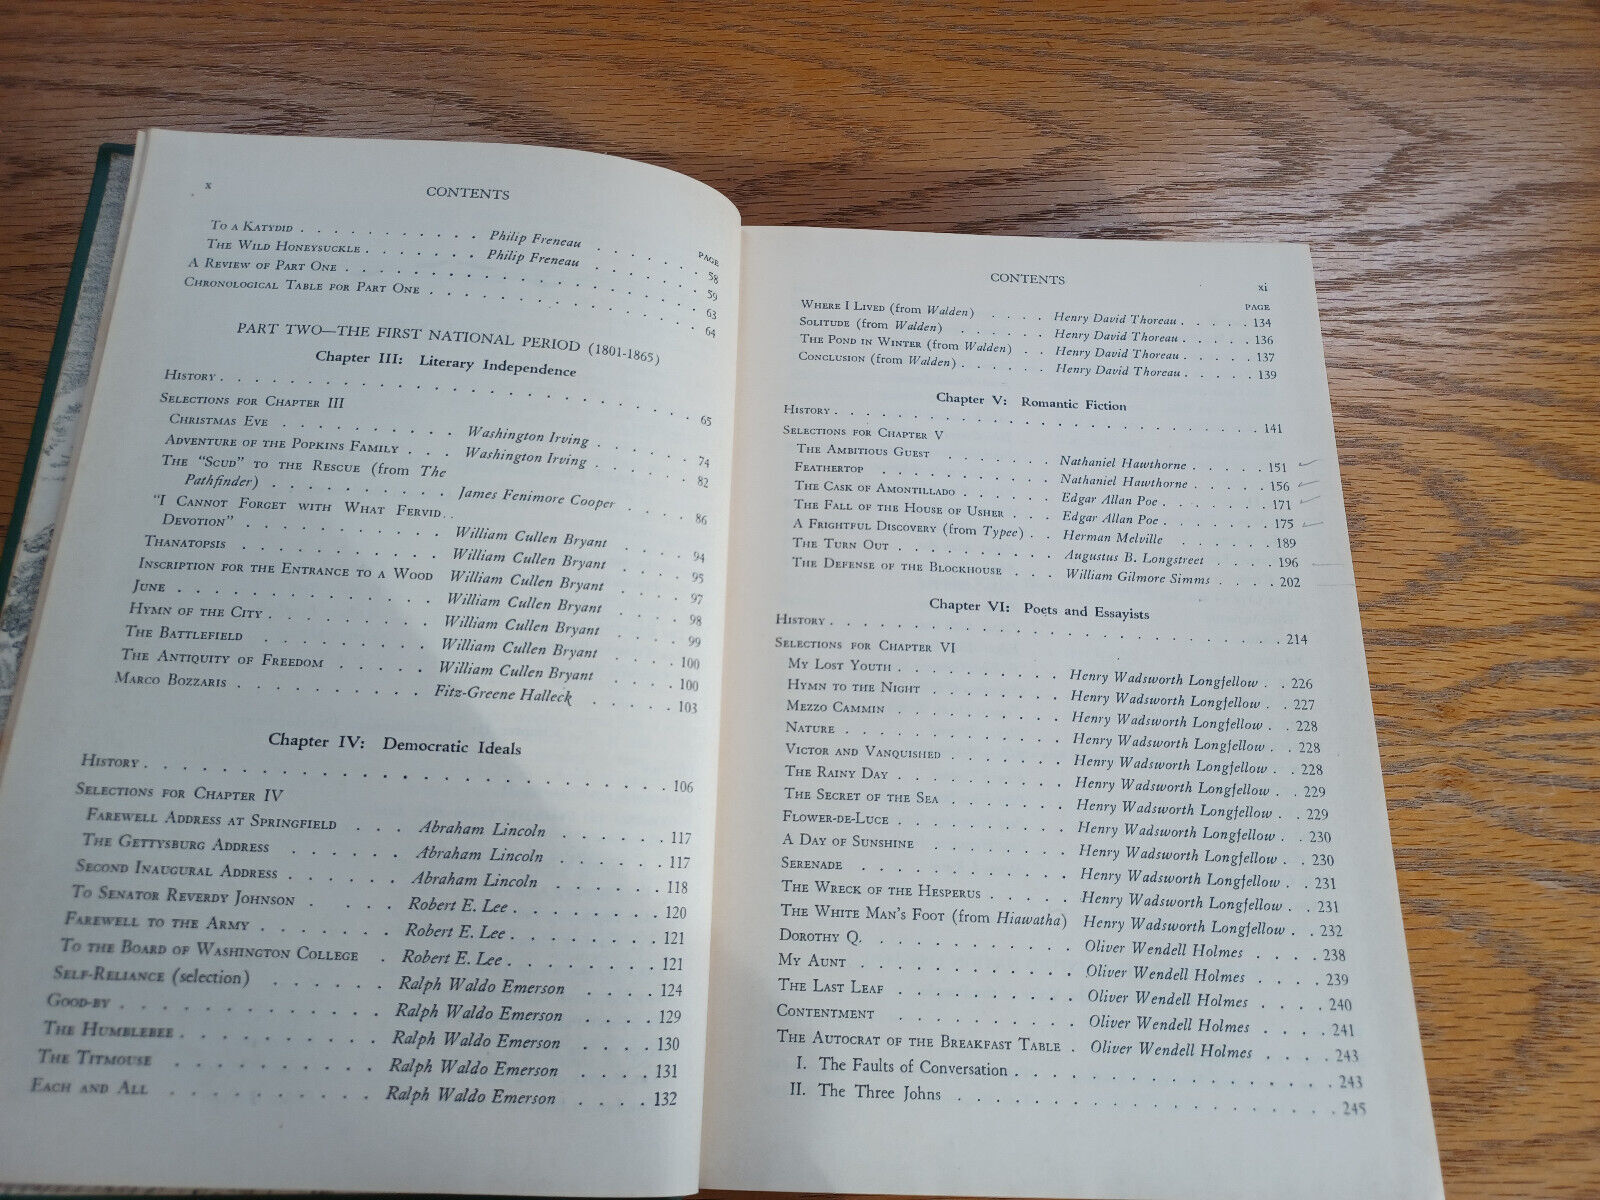 x
CONTENTS
PAGE
To a Katydid . . . . . . . . . . . Philip Freneau . . . . . . 58
The Wild Honeysuckle . . . . . . . Philip Freneau . . . . . . 59
A Review of Part One . . . . . . . . . . . . . . . . . . 63
Chronological Table for Part One . . . . . . . . . . . . . . 64
PART TWO—THE FIRST NATIONAL PERIOD (1801-1865)
Chapter III: Literary Independence
History . . . . . . . . . . . . . . . . . . . . . . . . 65
Selections for Chapter III
Christmas Eve . . . . . . . . . . Washington Irving . . . . . 74
Adventure of the Popkins Family . . . Washington Irving . . . . . 82
The "Scud" to the Rescue (from The
Pathfinder) . . . . . . . . . . James Fenimore Cooper . . . . 86
"I Cannot Forget with What Fervid
Devotion" . . . . . . . . . . . William Cullen Bryant . . . . 94
Thanatopsis . . . . . . . . . . . William Cullen Bryant . . . . 95
Inscription for the Entrance to a Wood William Cullen Bryant . . . . 97
June . . . . . . . . . . . . . . William Cullen Bryant . . . . 98
Hymn of the City . . . . . . . . . William Cullen Bryant . . . . 99
The Battlefield . . . . . . . . . William Cullen Bryant . . . . 100
The Antiquity of Freedom . . . . . William Cullen Bryant . . . . 100
Marco Bozzaris . . . . . . . . . . Fitz-Greene Halleck . . . . . 103
Chapter IV: Democratic Ideals
History . . . . . . . . . . . . . . . . . . . . . . . . 106
Selections for Chapter IV
Farewell Address at Springfield . . . Abraham Lincoln . . . . . . 117
The Gettysburg Address . . . . . . Abraham Lincoln . . . . . . 117
Second Inaugural Address . . . . . . Abraham Lincoln . . . . . . 118
To Senator Reverdy Johnson . . . . . Robert E. Lee . . . . . . . 120
Farewell to the Army . . . . . . . Robert E. Lee . . . . . . . 121
To the Board of Washington College . Robert E. Lee . . . . . . . 121
Self-Reliance (selection) . . . . . . Ralph Waldo Emerson . . . . 124
Good-by . . . . . . . . . . . . . Ralph Waldo Emerson . . . . 129
The Humblebee . . . . . . . . . . Ralph Waldo Emerson . . . . 130
The Titmouse . . . . . . . . . . . Ralph Waldo Emerson . . . . 131
Each and All . . . . . . . . . . . Ralph Waldo Emerson . . . . 132
CONTENTS
xi
PAGE
Where I Lived (from Walden) . . . . Henry David Thoreau . . . . . 134
Solitude (from Walden) . . . . . . Henry David Thoreau . . . . . 136
The Pond in Winter (from Walden) . . Henry David Thoreau . . . . . 137
Conclusion (from Walden) . . . . . . Henry David Thoreau . . . . . 139
Chapter V: Romantic Fiction
History . . . . . . . . . . . . . . . . . . . . . . . . 141
Selections for Chapter V
The Ambitious Guest . . . . . . . Nathaniel Hawthorne . . . . . 151
Feathertop . . . . . . . . . . . Nathaniel Hawthorne . . . . . 156
The Cask of Amontillado . . . . . . Edgar Allan Poe . . . . . . 171
The Fall of the House of Usher . . . Edgar Allan Poe . . . . . . 175
A Frightful Discovery (from Typee) . . Herman Melville . . . . . . 189
The Turn Out . . . . . . . . . . Augustus B. Longstreet . . . . 196
The Defense of the Blockhouse . . . William Gilmore Simms . . . . 202
Chapter VI: Poets and Essayists
History . . . . . . . . . . . . . . . . . . . . . . . . 214
Selections for Chapter VI
My Lost Youth . . . . . . . . . . Henry Wadsworth Longfellow . . 226
Hymn to the Night . . . . . . . . Henry Wadsworth Longfellow . . 227
Mezzo Cammin . . . . . . . . . . Henry Wadsworth Longfellow . . 228
Nature . . . . . . . . . . . . . Henry Wadsworth Longfellow . . 228
Victor and Vanquished . . . . . . . Henry Wadsworth Longfellow . . 228
The Rainy Day . . . . . . . . . . Henry Wadsworth Longfellow . . 229
The Secret of the Sea . . . . . . . Henry Wadsworth Longfellow . . 229
Flower-de-Luce . . . . . . . . . . Henry Wadsworth Longfellow . . 230
A Day of Sunshine . . . . . . . . Henry Wadsworth Longfellow . . 230
Serenade . . . . . . . . . . . . Henry Wadsworth Longfellow . . 231
The Wreck of the Hesperus . . . . . Henry Wadsworth Longfellow . . 231
The White Man's Foot (from Hiawatha) Henry Wadsworth Longfellow . . 232
Dorothy Q. . . . . . . . . . . . Oliver Wendell Holmes . . . . 238
My Aunt . . . . . . . . . . . . . Oliver Wendell Holmes . . . . 239
The Last Leaf . . . . . . . . . . Oliver Wendell Holmes . . . . 240
Contentment . . . . . . . . . . . Oliver Wendell Holmes . . . . 241
The Autocrat of the Breakfast Table . Oliver Wendell Holmes . . . . 243
I. The Faults of Conversation . . . . . . . . . . . . . . 243
II. The Three Johns . . . . . . . . . . . . . . . . . . . 245